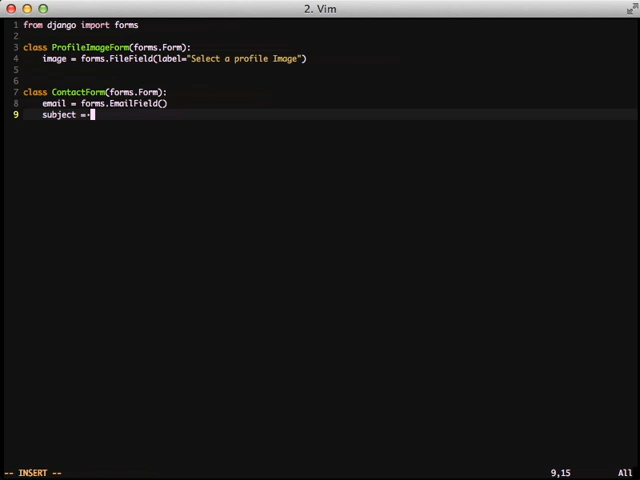 2. Vim
1 from django import forms
2
3 class ProfileImageForm(forms.Form):
4     image = forms.FileField(label="Select a profile Image")
5
6
7 class ContactForm(forms.Form):
8     email = forms.EmailField()
9     subject =
-- INSERT -- 9,15 All